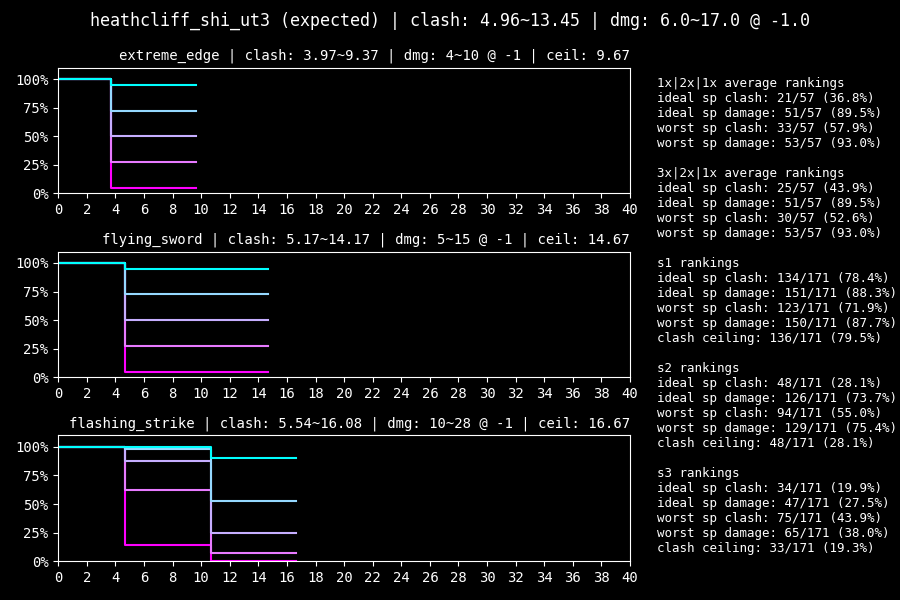 heathcliff_shi_ut3 (expected) | clash: 4.96~13.45 | dmg: 6.0~17.0 @ -1.0
extreme_edge | clash: 3.97~9.37 | dmg: 4~10 @ -1 | ceil: 9.67
100%
75%
50%
25%
0%
0 2 4 6 8 10 12 14 16 18 20 22 24 26 28 30 32 34 36 38 40
flying_sword | clash: 5.17~14.17 | dmg: 5~15 @ -1 | ceil: 14.67
100%
75%
50%
25%
0%
0 2 4 6 8 10 12 14 16 18 20 22 24 26 28 30 32 34 36 38 40
flashing_strike | clash: 5.54~16.08 | dmg: 10~28 @ -1 | ceil: 16.67
100%
75%
50%
25%
0%
0 2 4 6 8 10 12 14 16 18 20 22 24 26 28 30 32 34 36 38 40
1x|2x|1x average rankings
ideal sp clash: 21/57 (36.8%)
ideal sp damage: 51/57 (89.5%)
worst sp clash: 33/57 (57.9%)
worst sp damage: 53/57 (93.0%)
3x|2x|1x average rankings
ideal sp clash: 25/57 (43.9%)
ideal sp damage: 51/57 (89.5%)
worst sp clash: 30/57 (52.6%)
worst sp damage: 53/57 (93.0%)
s1 rankings
ideal sp clash: 134/171 (78.4%)
ideal sp damage: 151/171 (88.3%)
worst sp clash: 123/171 (71.9%)
worst sp damage: 150/171 (87.7%)
clash ceiling: 136/171 (79.5%)
s2 rankings
ideal sp clash: 48/171 (28.1%)
ideal sp damage: 126/171 (73.7%)
worst sp clash: 94/171 (55.0%)
worst sp damage: 129/171 (75.4%)
clash ceiling: 48/171 (28.1%)
s3 rankings
ideal sp clash: 34/171 (19.9%)
ideal sp damage: 47/171 (27.5%)
worst sp clash: 75/171 (43.9%)
worst sp damage: 65/171 (38.0%)
clash ceiling: 33/171 (19.3%)